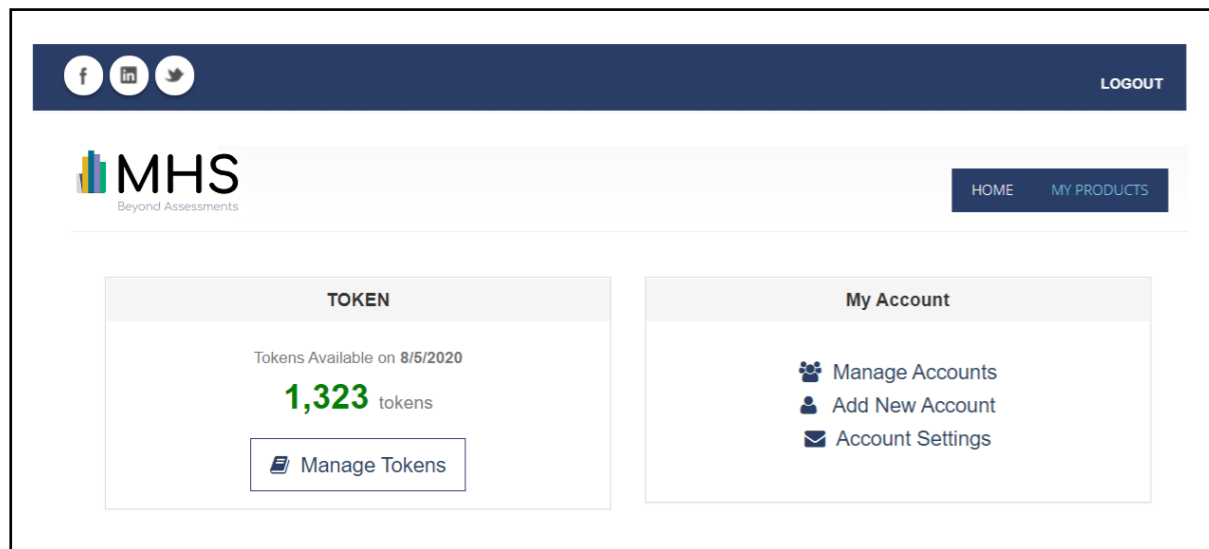 LOGOUT
MHS
Beyond Assessments
HOME MY PRODUCTS
TOKEN
Tokens Available on 8/5/2020
1,323 tokens
Manage Tokens
My Account
Manage Accounts
Add New Account
Account Settings